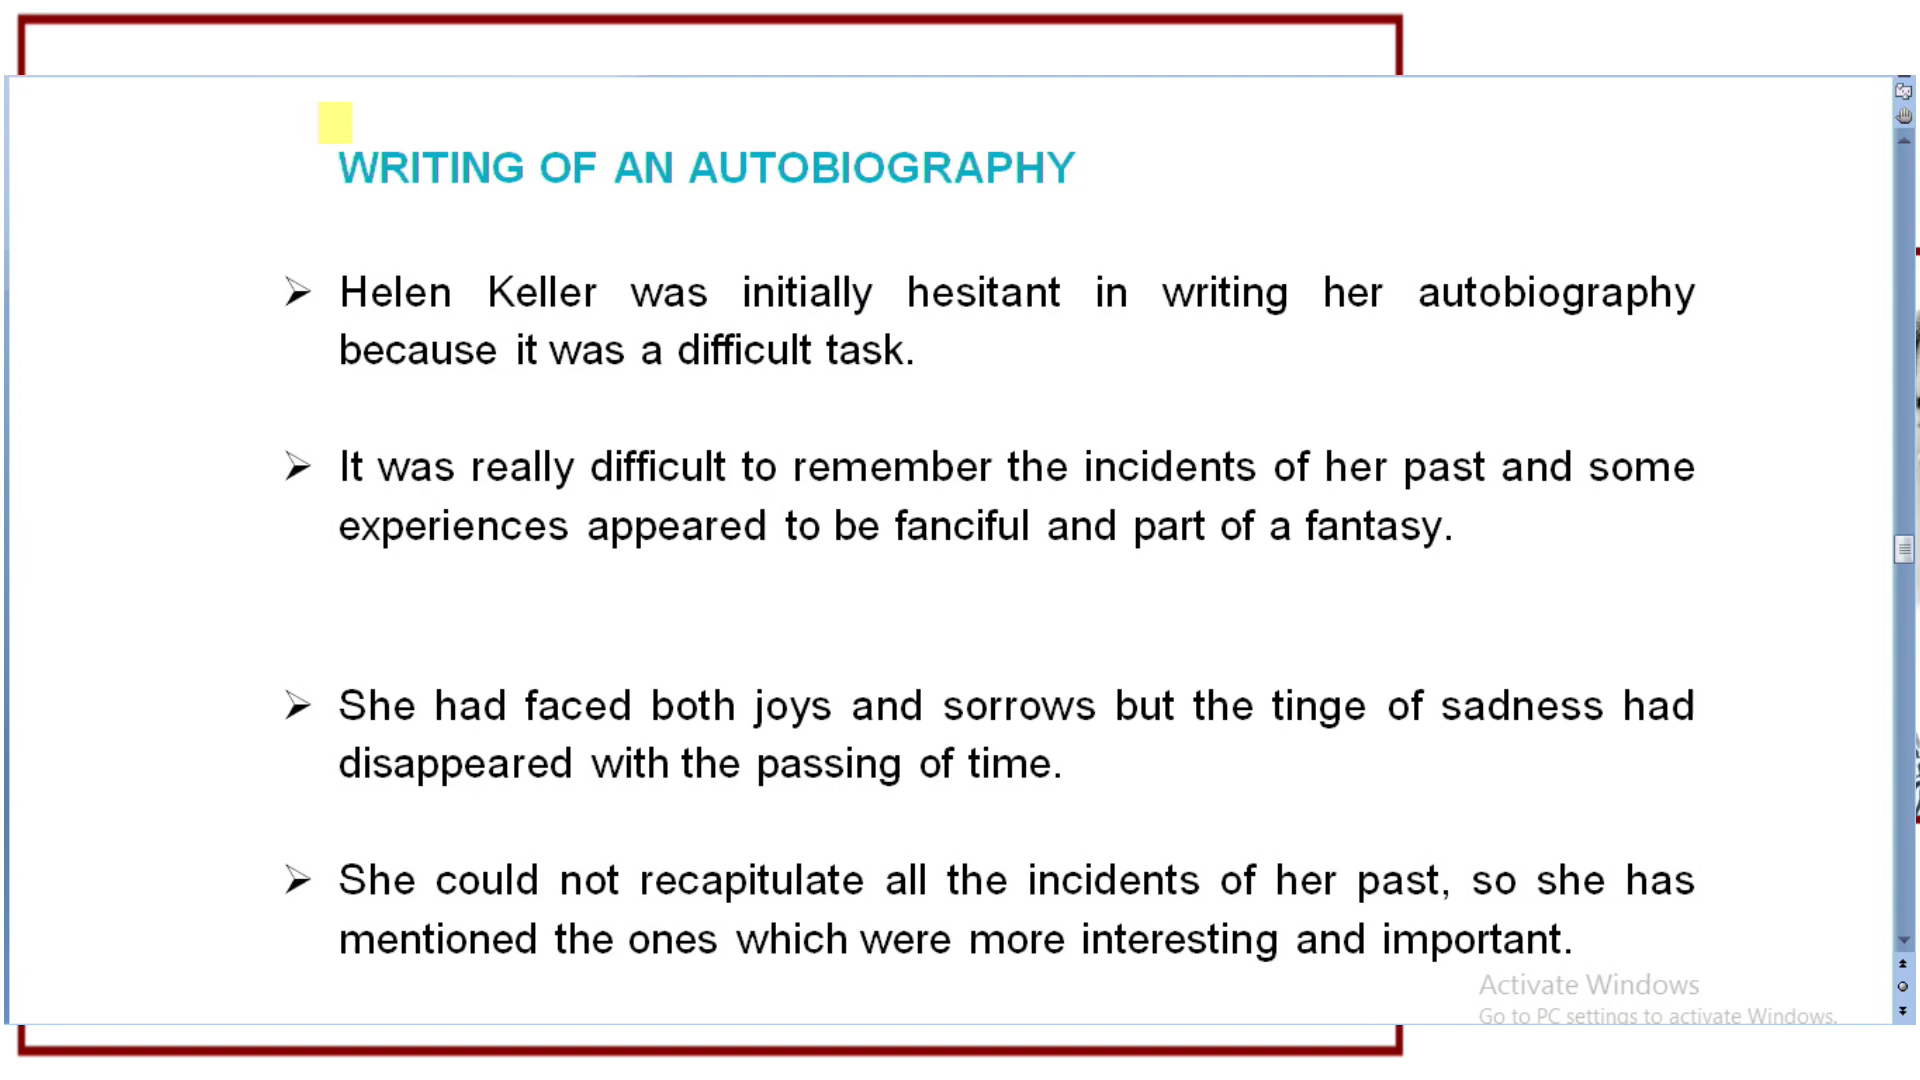 WRITING OF AN AUTOBIOGRAPHY
➢ Helen Keller was initially hesitant in writing her autobiography
because it was a difficult task.
➢ It was really difficult to remember the incidents of her past and some
experiences appeared to be fanciful and part of a fantasy.
➢ She had faced both joys and sorrows but the tinge of sadness had
disappeared with the passing of time.
➢ She could not recapitulate all the incidents of her past, so she has
mentioned the ones which were more interesting and important.
Activate Windows
Go to PC settings to activate Windows.